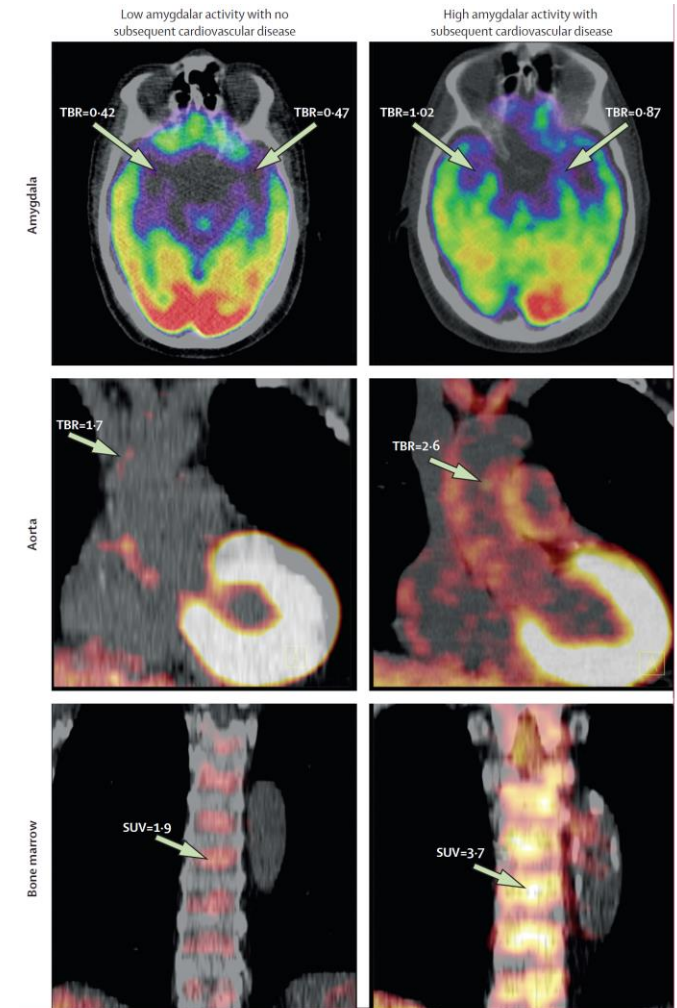 Low amygdalar activity with no
subsequent cardiovascular disease
High amygdalar activity with
subsequent cardiovascular disease
Amygdala
TBR=0·42
TBR=0·47
TBR=1·02
TBR=0·87
Aorta
TBR=1·7
TBR=2·6
Bone marrow
SUV=1·9
SUV=3·7